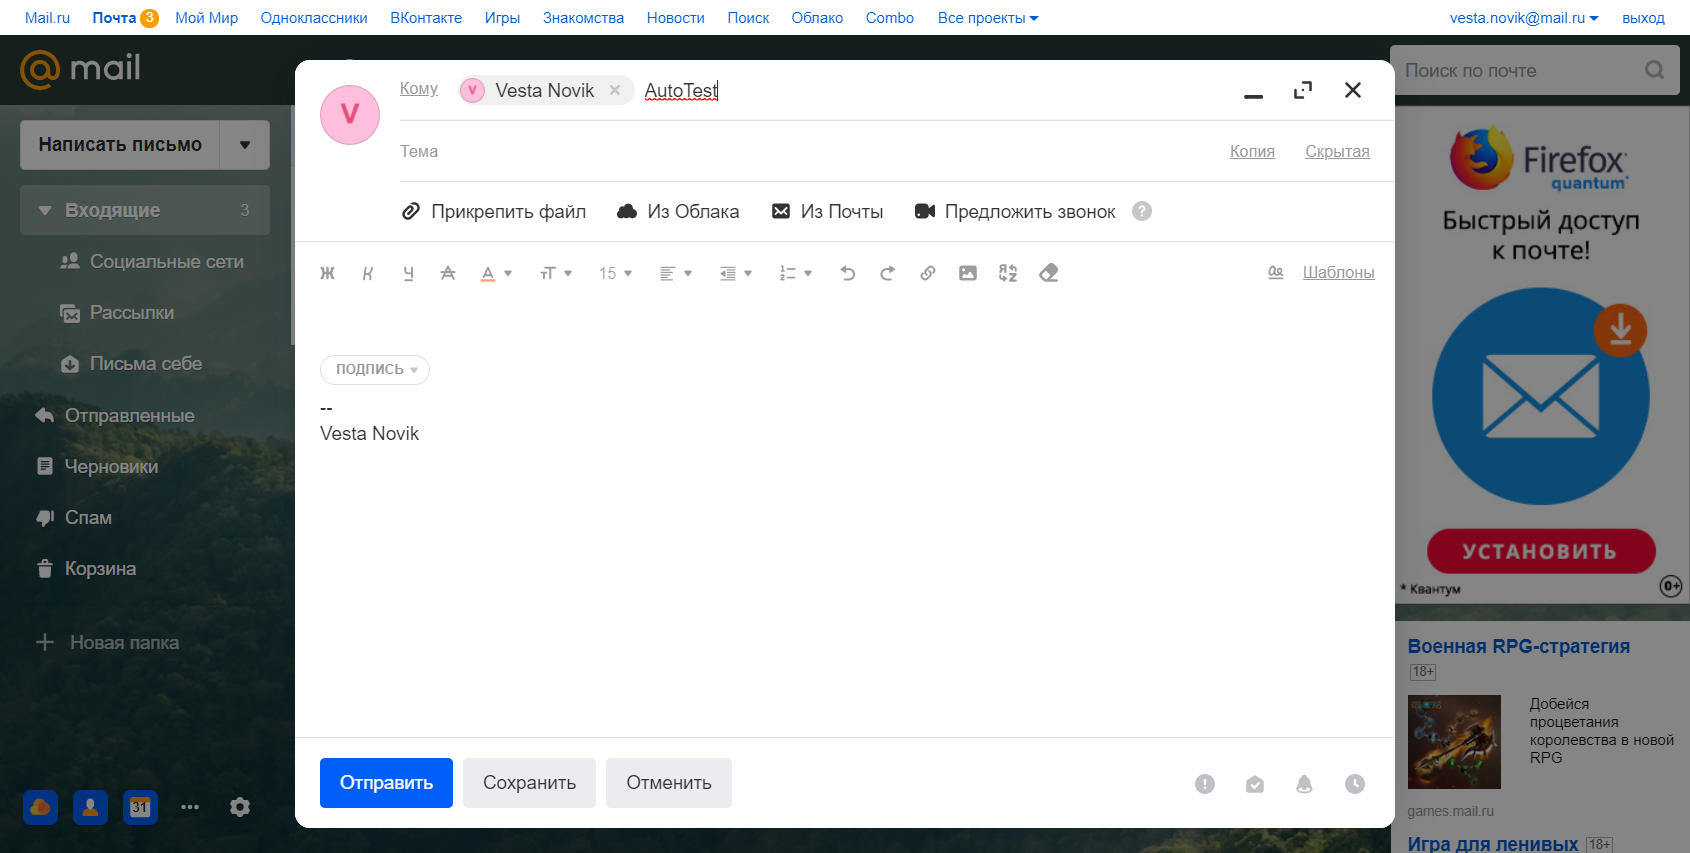 Mail.ru Почта 3 Мой Мир Одноклассники ВКонтакте Игры Знакомства Новости Поиск Облако Combo Все проекты vesta.novik@mail.ru выход
@mail
Поиск по почте
Написать письмо
Входящие 3
Социальные сети
Рассылки
Письма себе
Отправленные
Черновики
Спам
Корзина
Новая папка
31
V
Кому V Vesta Novik × AutoTest
Тема Копия Скрытая
Прикрепить файл Из Облака Из Почты Предложить звонок ?
Ж К Ч А А тТ 15 Шаблоны
ПОДПИСЬ
--
Vesta Novik
Отправить Сохранить Отменить
Firefox
quantum*
Быстрый доступ
к почте!
УСТАНОВИТЬ
* Квантум 0+
Военная RPG-стратегия
18+
Добейся
процветания
королевства в новой
RPG
games.mail.ru
Игра для ленивых 18+